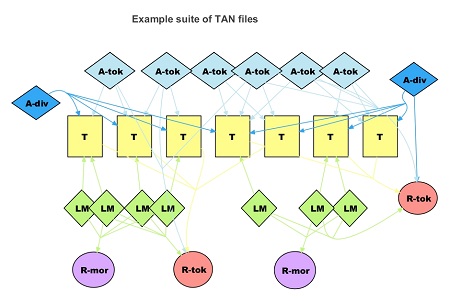 Example suite of TAN files
A-tok A-tok A-tok A-tok A-tok A-tok
A-div A-div
T T T T T T T
R-tok
LM LM LM LM LM LM LM
R-mor R-tok R-mor